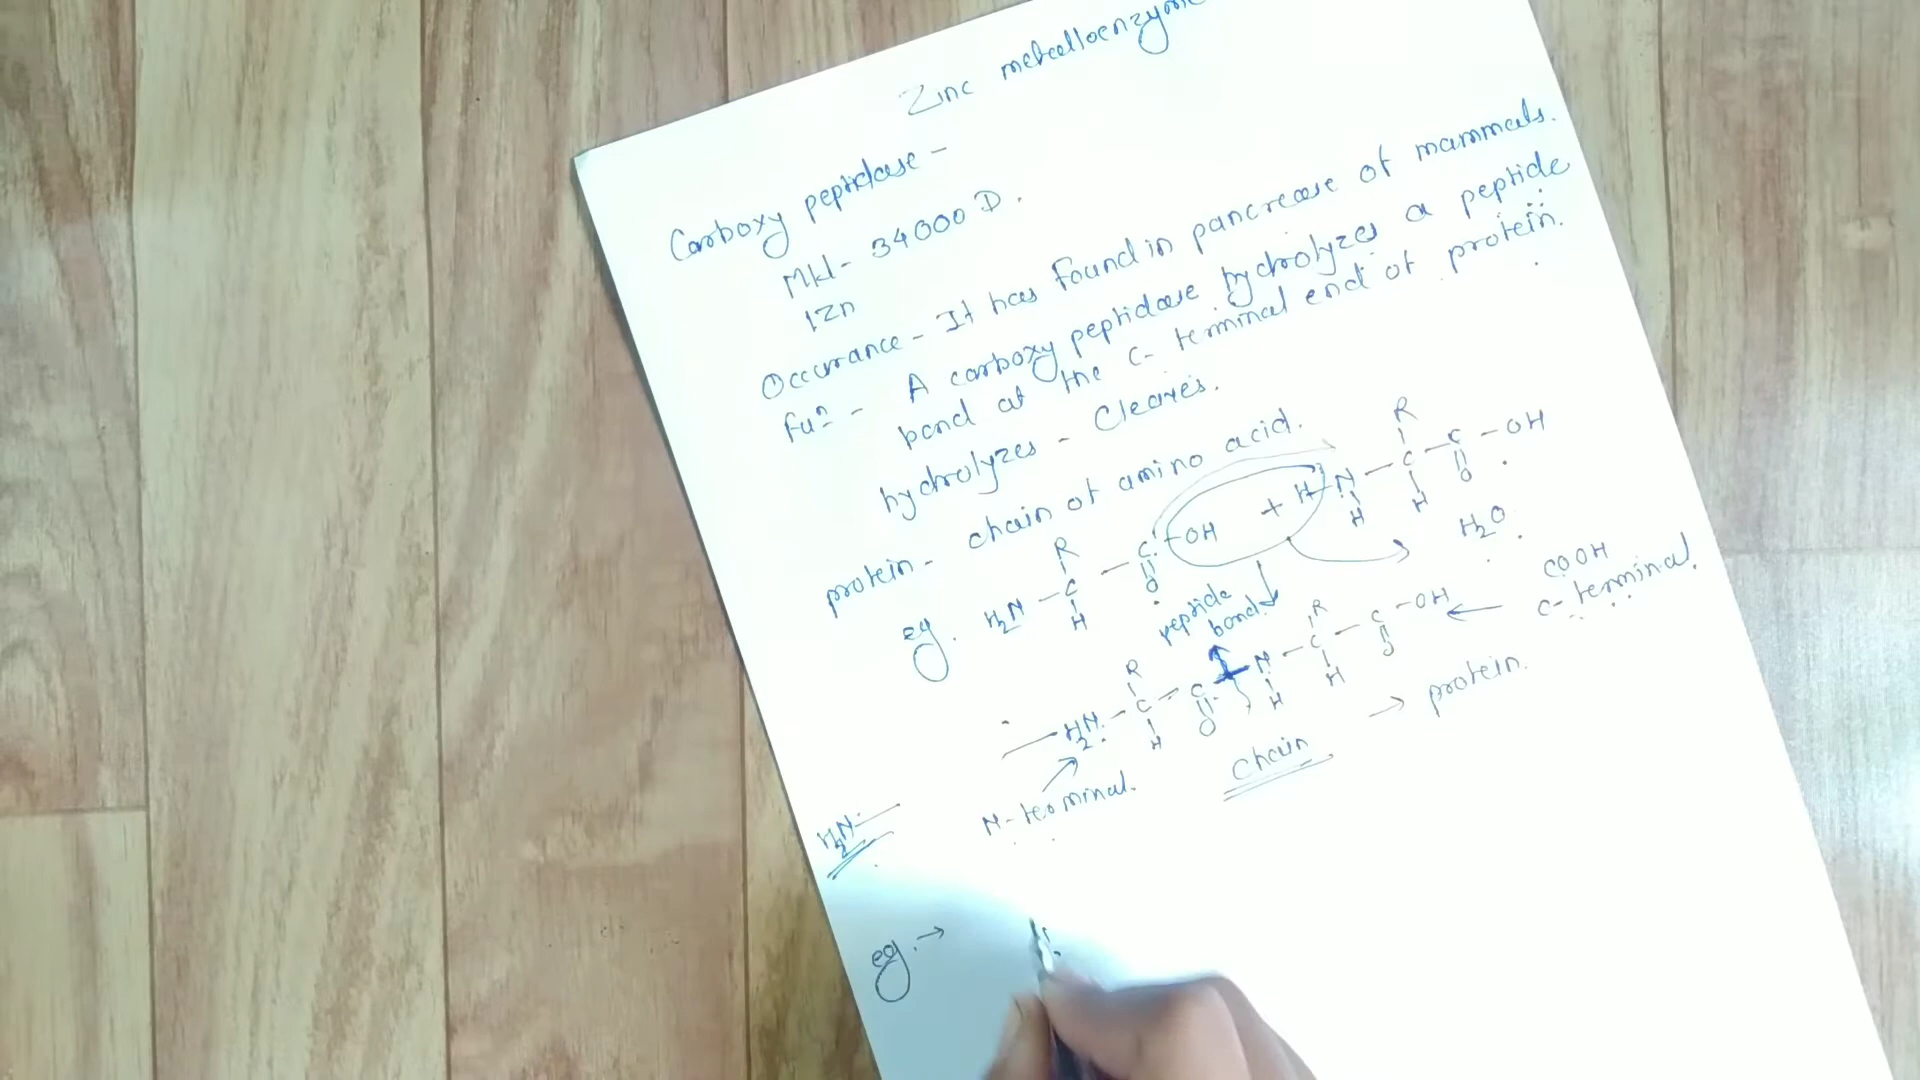 Zinc metalloenzyme
Carboxy peptidase -
MW - 34000 D.
1Zn
Occurrance - It has found in pancrease of mammals.
Fuⁿ - A carboxy peptidase hydrolyzes a peptide
bond at the C- terminal end of protein.
hydrolyzes - Cleaves.
protein - chain of amino acid.
R R
eg. H₂N - C - C - OH + H - N - C - C - OH
H O H H O
H₂O
peptide
bond.
COOH
C- terminal.
R R
H₂N - C - C - N - C - C - OH
H O H H O
N- terminal.
chain → protein.
H₂N-
eg. →